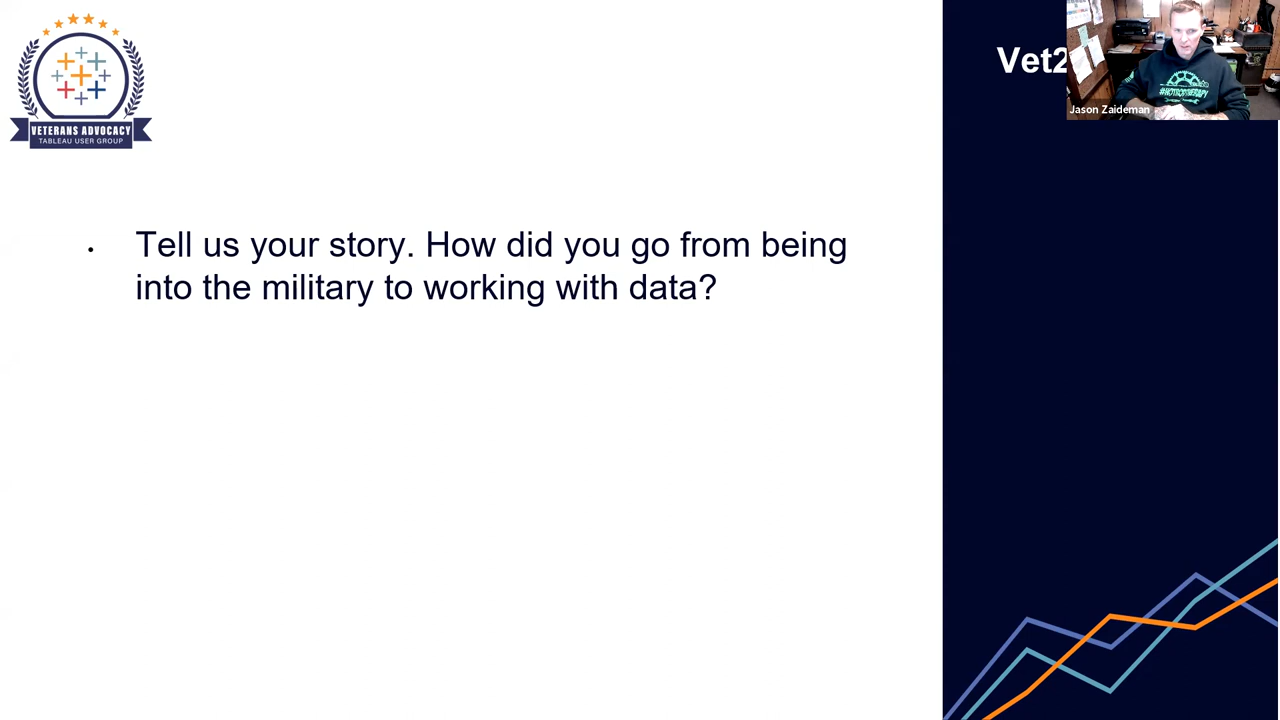 VETERANS ADVOCACY
TABLEAU USER GROUP
Vet2
Jason Zaideman
#HOTRODTHERAPY
Tell us your story. How did you go from being
into the military to working with data?